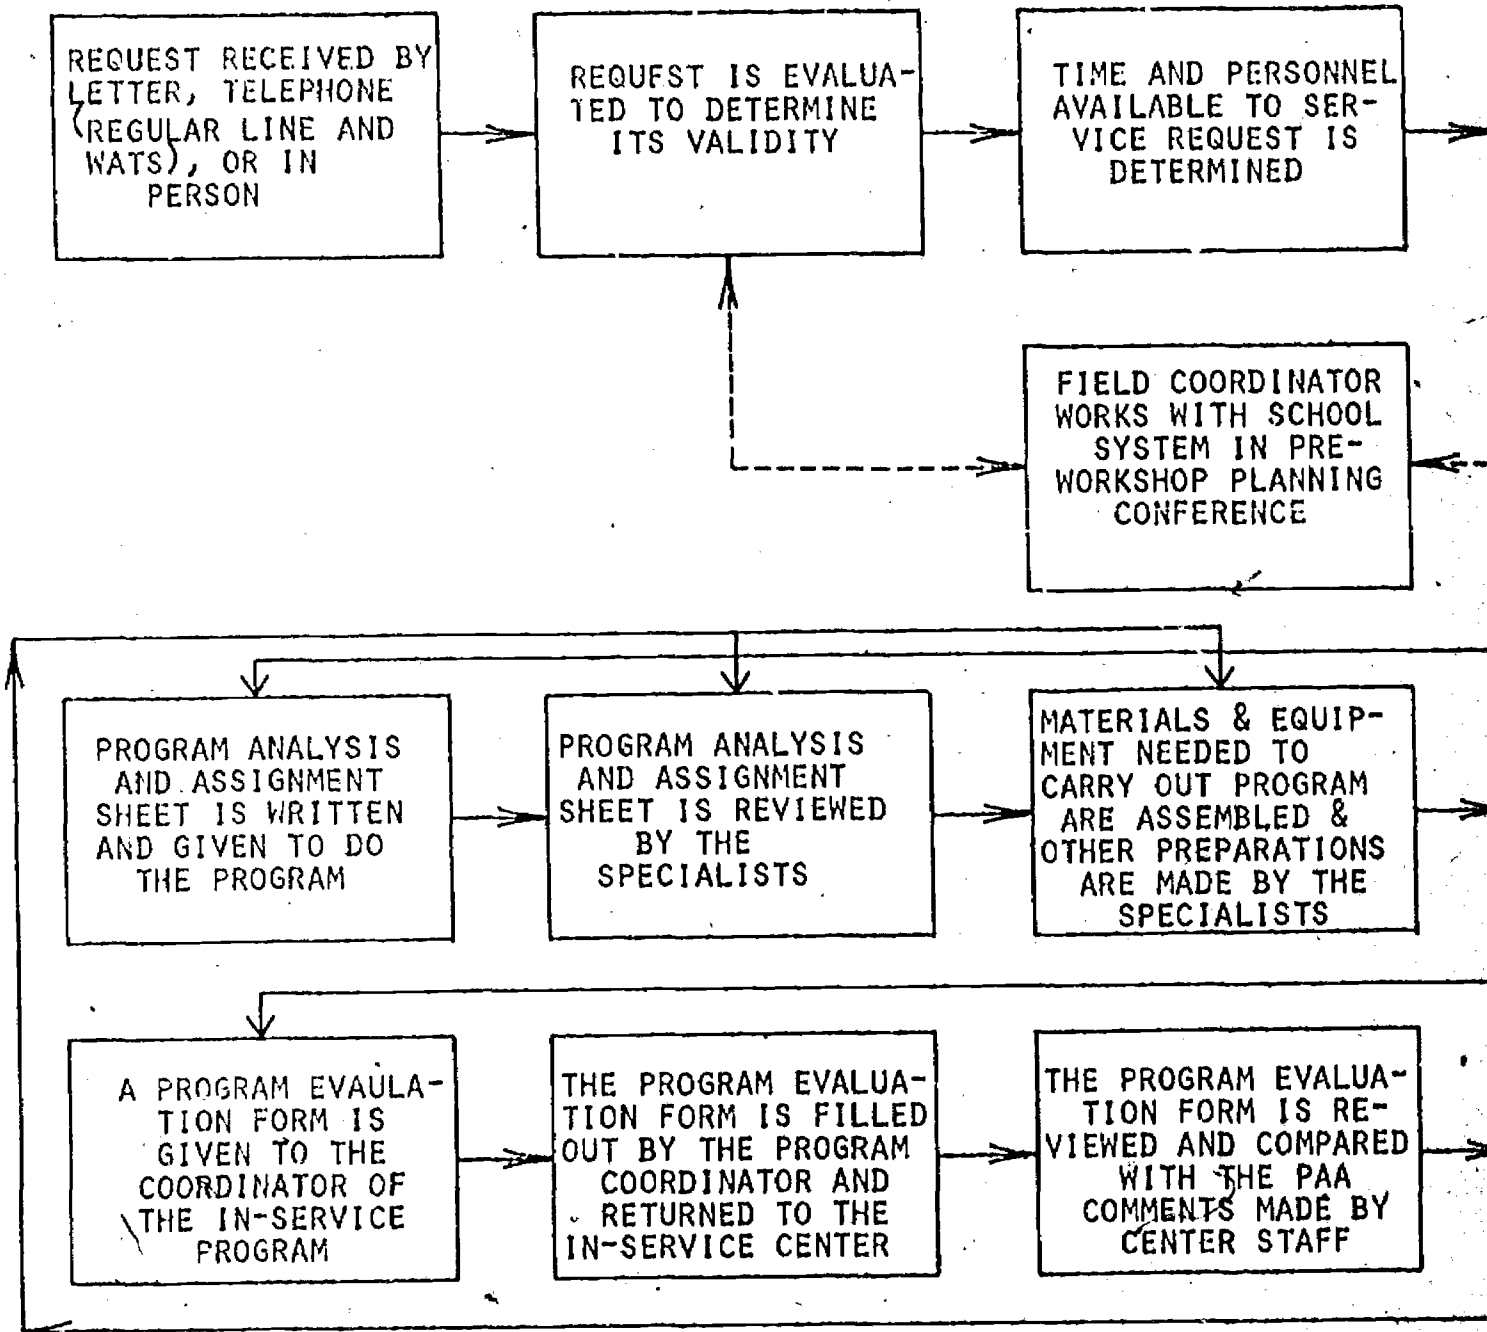 REQUEST RECEIVED BY
LETTER, TELEPHONE
(REGULAR LINE AND
WATS), OR IN
PERSON
REQUEST IS EVALUA-
TED TO DETERMINE
ITS VALIDITY
TIME AND PERSONNEL
AVAILABLE TO SER-
VICE REQUEST IS
DETERMINED
FIELD COORDINATOR
WORKS WITH SCHOOL
SYSTEM IN PRE-
WORKSHOP PLANNING
CONFERENCE
PROGRAM ANALYSIS
AND ASSIGNMENT
SHEET IS WRITTEN
AND GIVEN TO DO
THE PROGRAM
PROGRAM ANALYSIS
AND ASSIGNMENT
SHEET IS REVIEWED
BY THE
SPECIALISTS
MATERIALS & EQUIP-
MENT NEEDED TO
CARRY OUT PROGRAM
ARE ASSEMBLED &
OTHER PREPARATIONS
ARE MADE BY THE
SPECIALISTS
A PROGRAM EVAULA-
TION FORM IS
GIVEN TO THE
COORDINATOR OF
THE IN-SERVICE
PROGRAM
THE PROGRAM EVALUA-
TION FORM IS FILLED
OUT BY THE PROGRAM
COORDINATOR AND
RETURNED TO THE
IN-SERVICE CENTER
THE PROGRAM EVALUA-
TION FORM IS RE-
VIEWED AND COMPARED
WITH THE PAA
COMMENTS MADE BY
CENTER STAFF